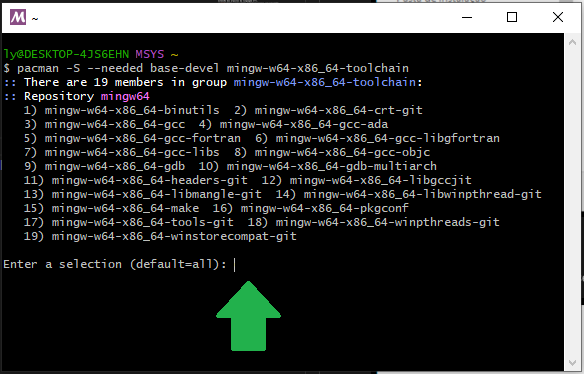 ~
ly@DESKTOP-4JS6EHN MSYS ~
$ pacman -S --needed base-devel mingw-w64-x86_64-toolchain
:: There are 19 members in group mingw-w64-x86_64-toolchain:
:: Repository mingw64
1) mingw-w64-x86_64-binutils 2) mingw-w64-x86_64-crt-git
3) mingw-w64-x86_64-gcc 4) mingw-w64-x86_64-gcc-ada
5) mingw-w64-x86_64-gcc-fortran 6) mingw-w64-x86_64-gcc-libgfortran
7) mingw-w64-x86_64-gcc-libs 8) mingw-w64-x86_64-gcc-objc
9) mingw-w64-x86_64-gdb 10) mingw-w64-x86_64-gdb-multiarch
11) mingw-w64-x86_64-headers-git 12) mingw-w64-x86_64-libgccjit
13) mingw-w64-x86_64-libmangle-git 14) mingw-w64-x86_64-libwinpthread-git
15) mingw-w64-x86_64-make 16) mingw-w64-x86_64-pkgconf
17) mingw-w64-x86_64-tools-git 18) mingw-w64-x86_64-winpthreads-git
19) mingw-w64-x86_64-winstorecompat-git
Enter a selection (default=all):